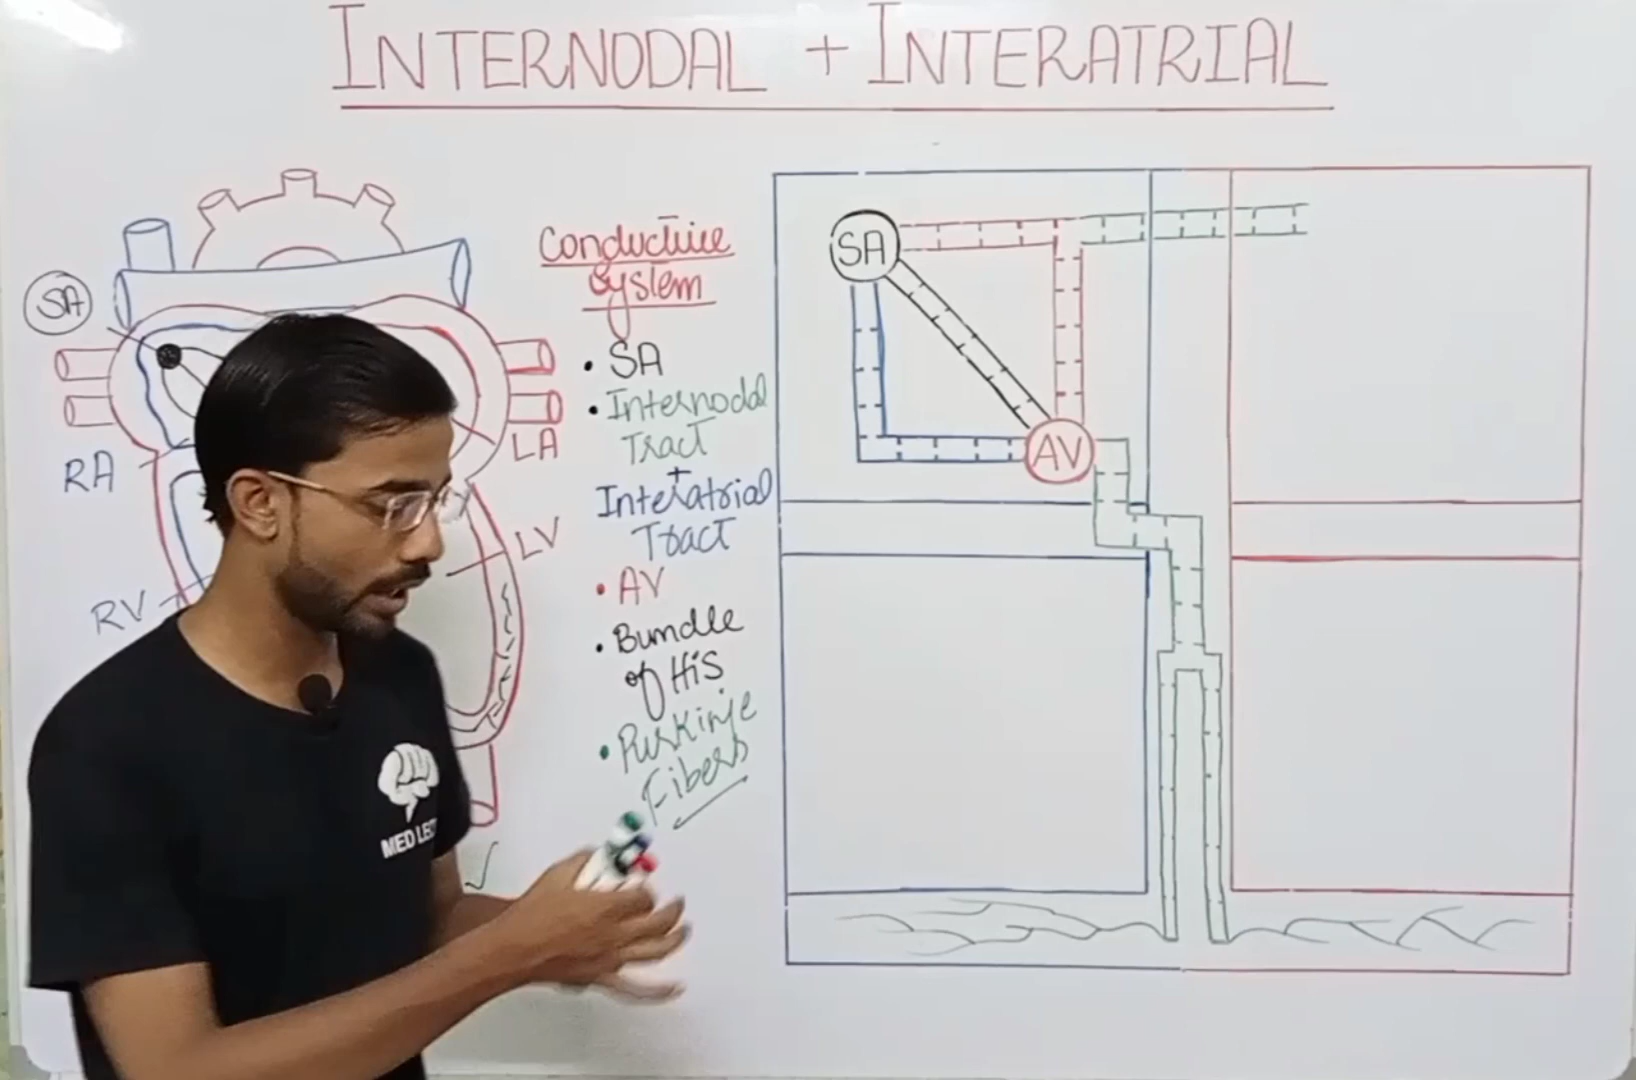 INTERNODAL + INTERATRIAL
SA
RA
RV
LA
LV
Conductive
System
• SA
• Internodal
Tract
+
Interatrial
Tract
• AV
• Bundle
of His
• Purkinje
Fibers
SA
AV
MED LE